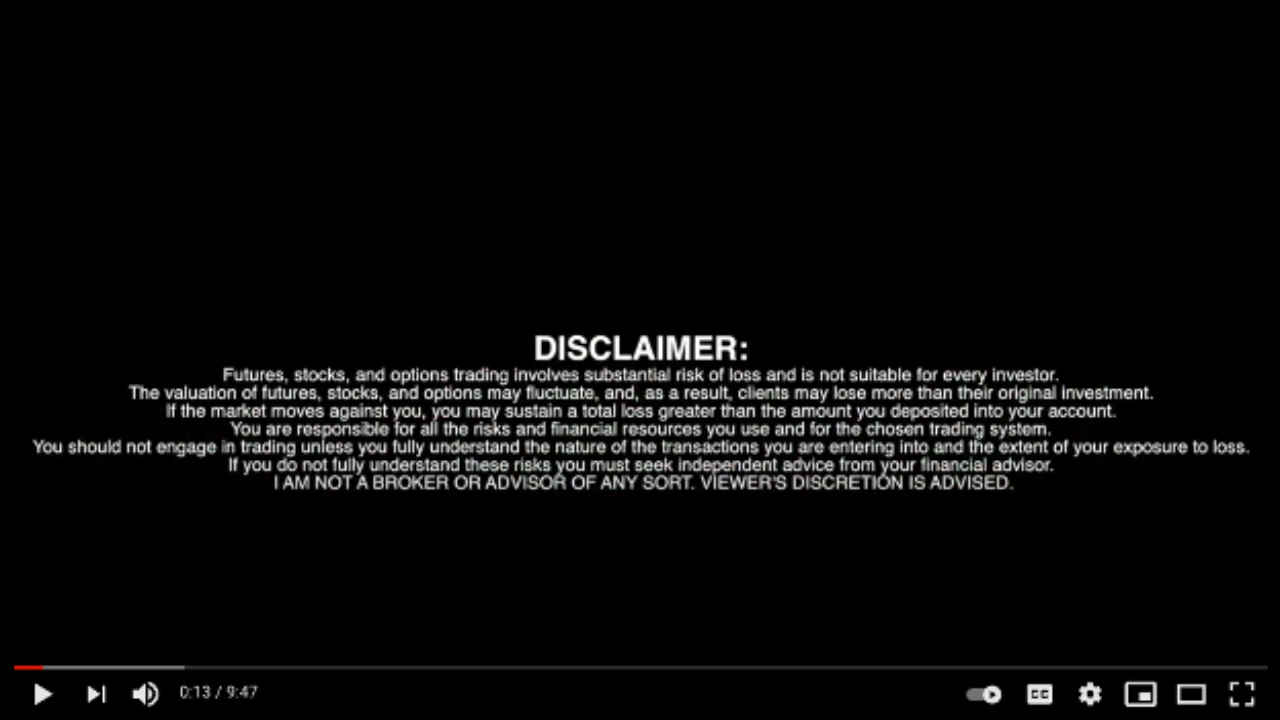 DISCLAIMER:
Futures, stocks, and options trading involves substantial risk of loss and is not suitable for every investor.
The valuation of futures, stocks, and options may fluctuate, and, as a result, clients may lose more than their original investment.
If the market moves against you, you may sustain a total loss greater than the amount you deposited into your account.
You are responsible for all the risks and financial resources you use and for the chosen trading system.
You should not engage in trading unless you fully understand the nature of the transactions you are entering into and the extent of your exposure to loss.
If you do not fully understand these risks you must seek independent advice from your financial advisor.
I AM NOT A BROKER OR ADVISOR OF ANY SORT. VIEWER'S DISCRETION IS ADVISED.
0:13 / 9:47
CC